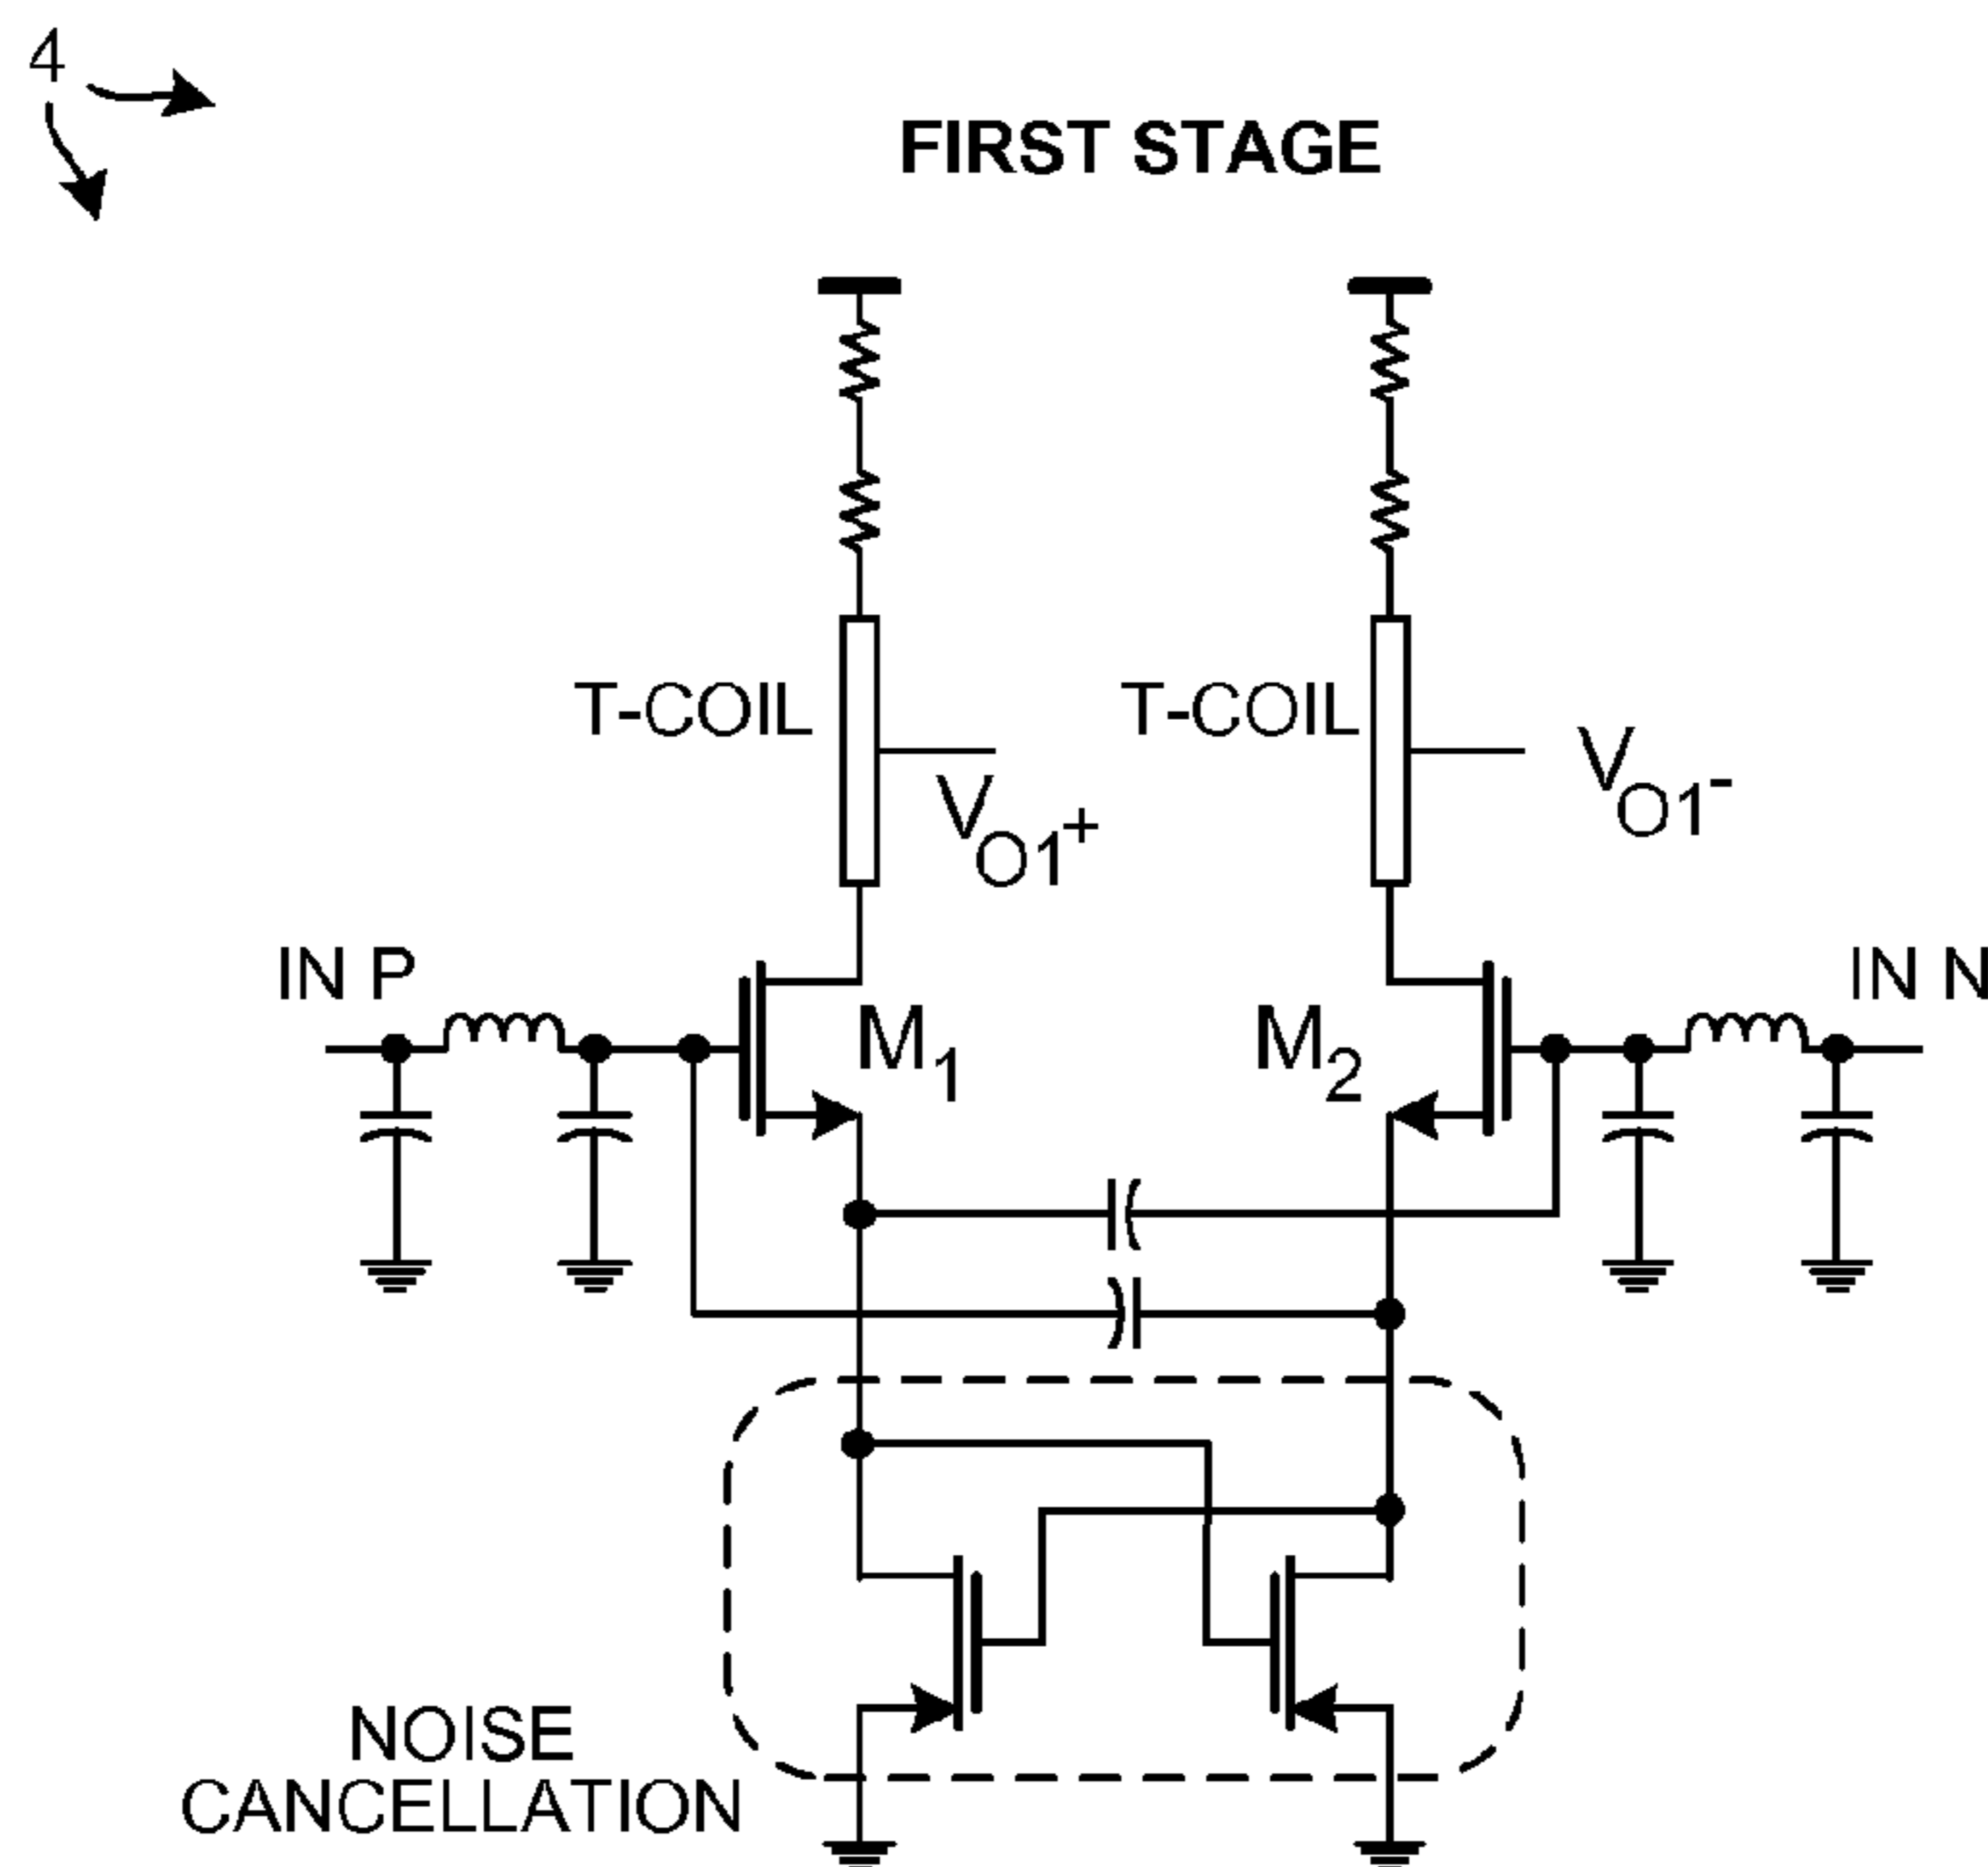 4
FIRST STAGE
T-COIL
T-COIL
VO1+
VO1-
IN P
IN N
M1
M2
NOISE
CANCELLATION